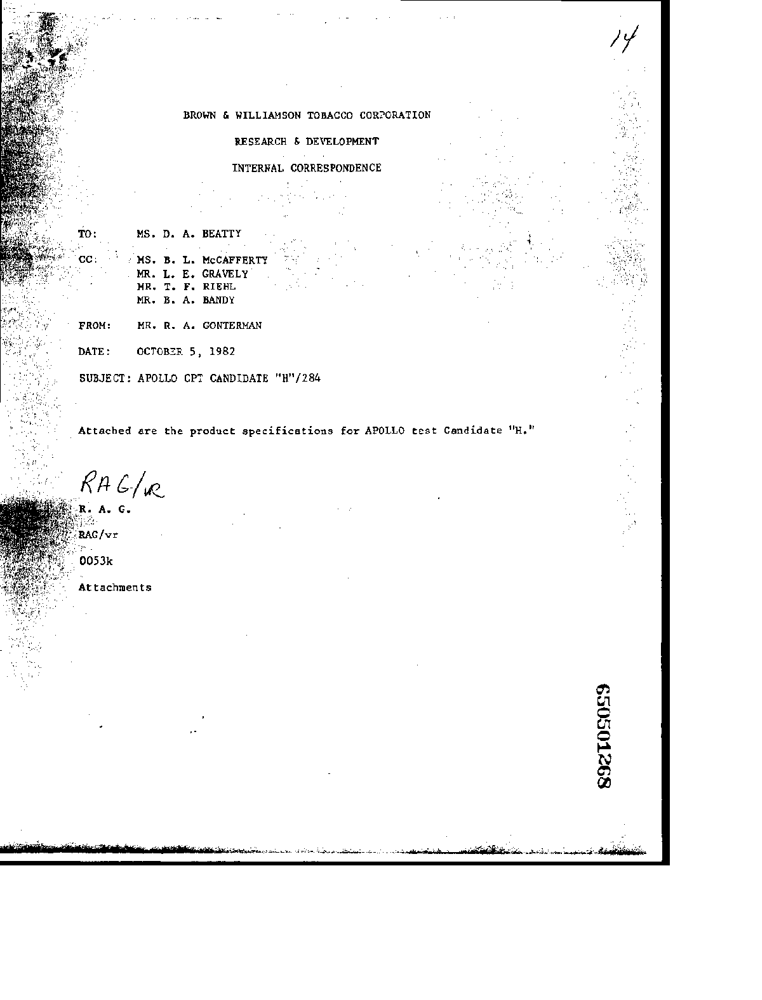 14
BROWN & WILLIAMSON TOBACCO CORPORATION
RESEARCH & DEVELOPMENT
INTERNAL CORRESPONDENCE
TO: MS. D. A. BEATTY
CC: MS. B. L. McCAFFERTY
MR. L. E. GRAVELY
MR. T. F. RIEHL
MR. B. A. BANDY
FROM: MR. R. A. GONTERMAN
DATE: OCTOBER 5, 1982
SUBJECT: APOLLO CPT CANDIDATE "H"/284
Attached are the product specifications for APOLLO test Candidate "H."
RAG/vr
R. A. G.
RAG/vr
0053k
Attachments
650501268